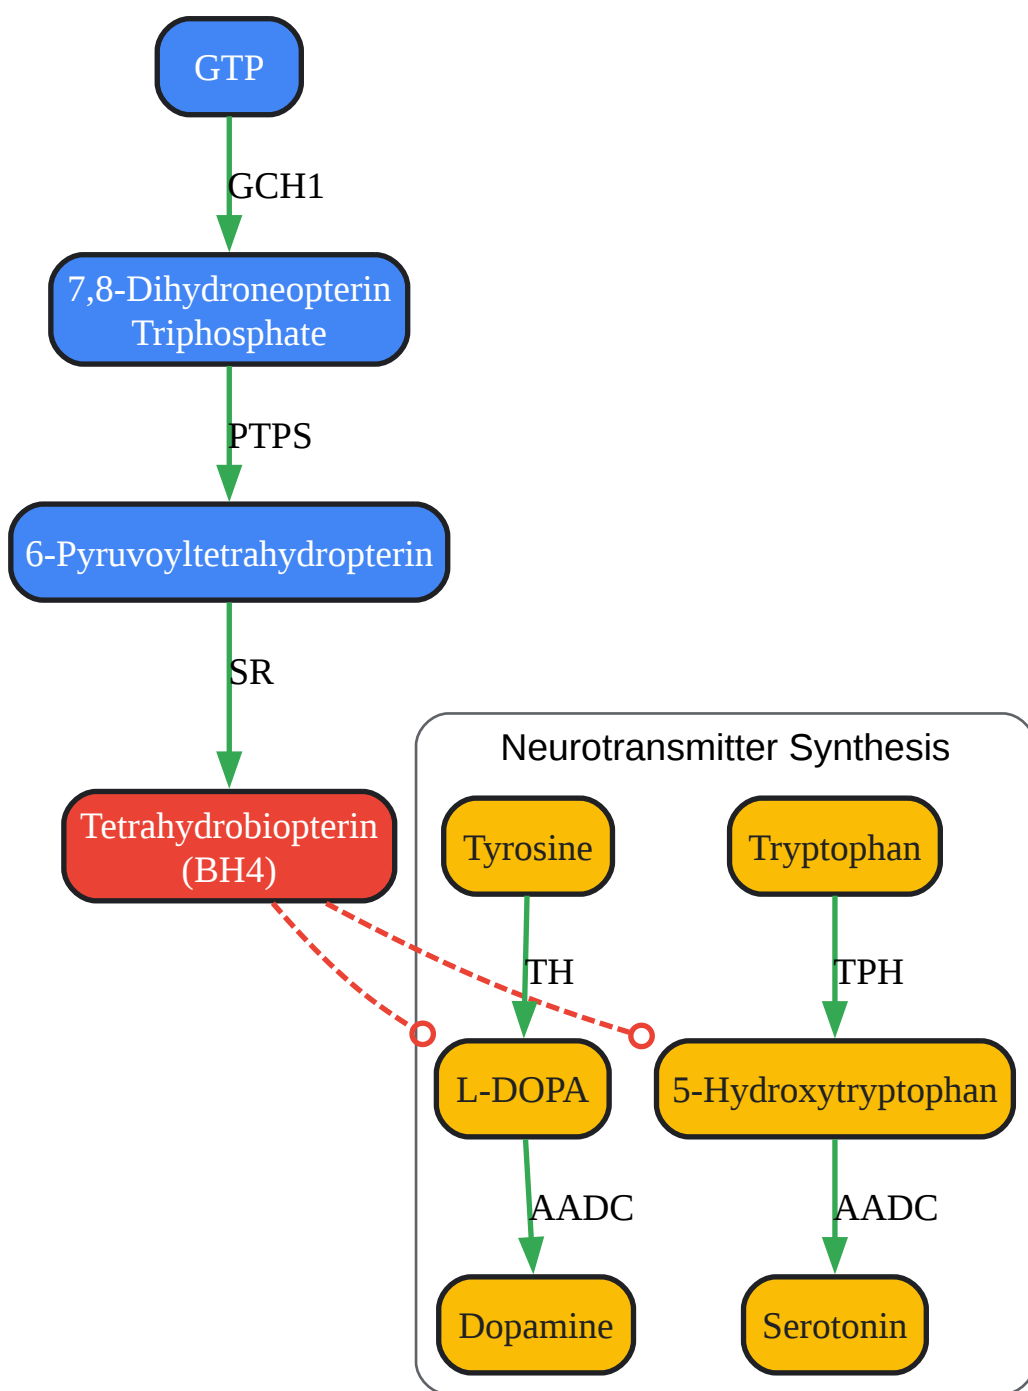 GTP
GCH1
7,8-Dihydroneopterin
Triphosphate
PTPS
6-Pyruvoyltetrahydropterin
SR
Tetrahydrobiopterin
(BH4)
Neurotransmitter Synthesis
Tyrosine
Tryptophan
TH
TPH
L-DOPA
5-Hydroxytryptophan
AADC
AADC
Dopamine
Serotonin